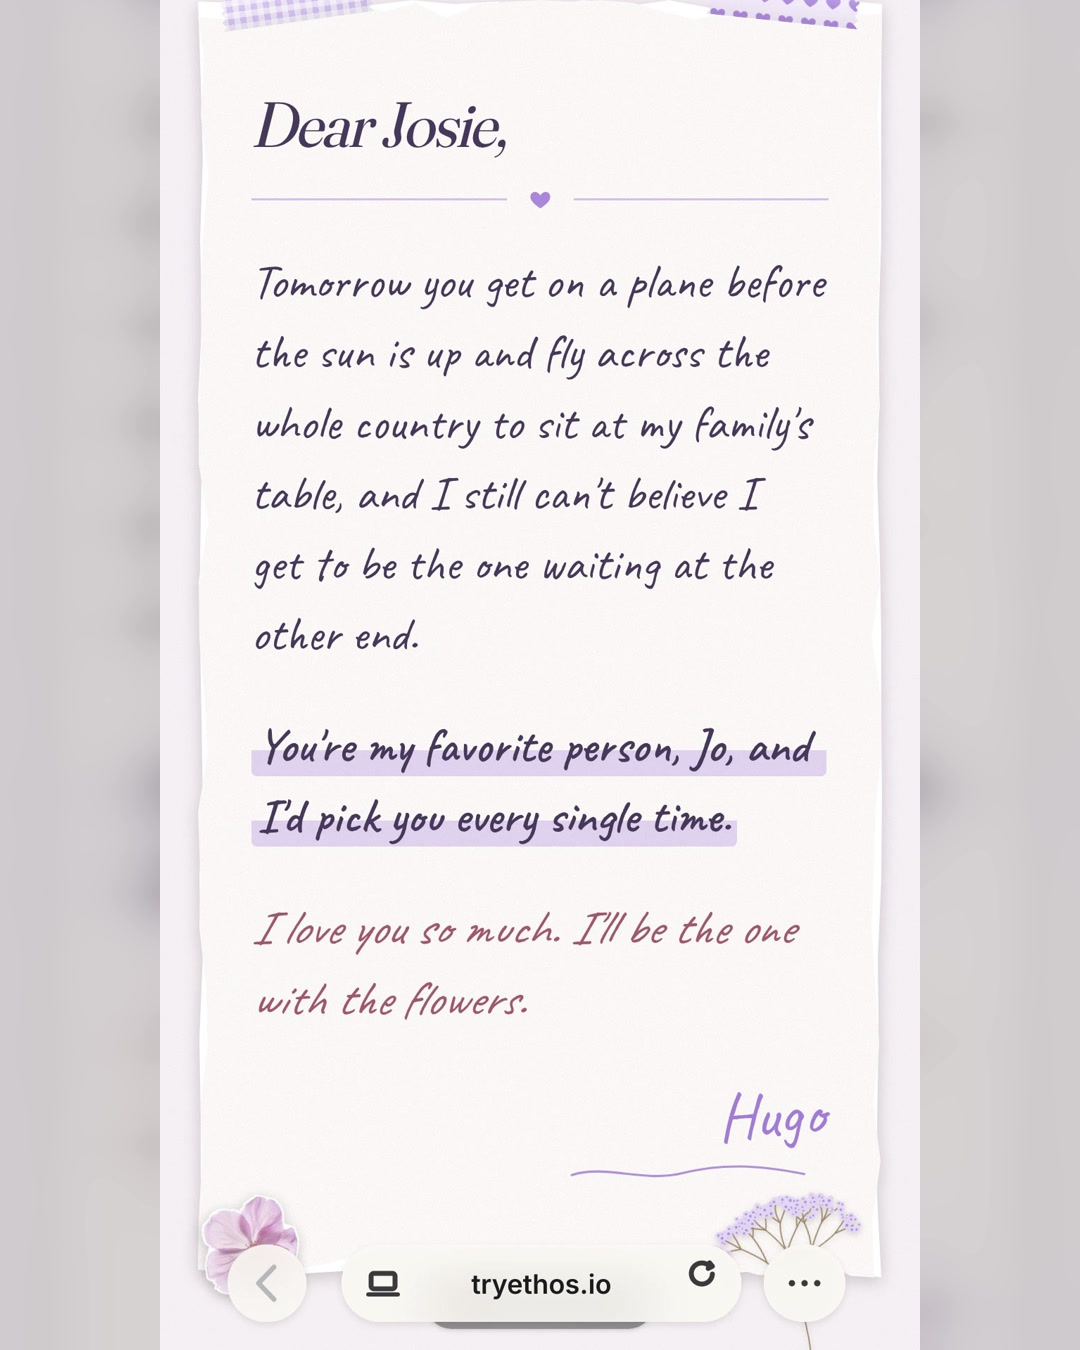 Dear Josie,
Tomorrow you get on a plane before
the sun is up and fly across the
whole country to sit at my family's
table, and I still can't believe I
get to be the one waiting at the
other end.
You're my favorite person, Jo, and
I'd pick you every single time.
I love you so much. I'll be the one
with the flowers.
Hugo
tryethos.io